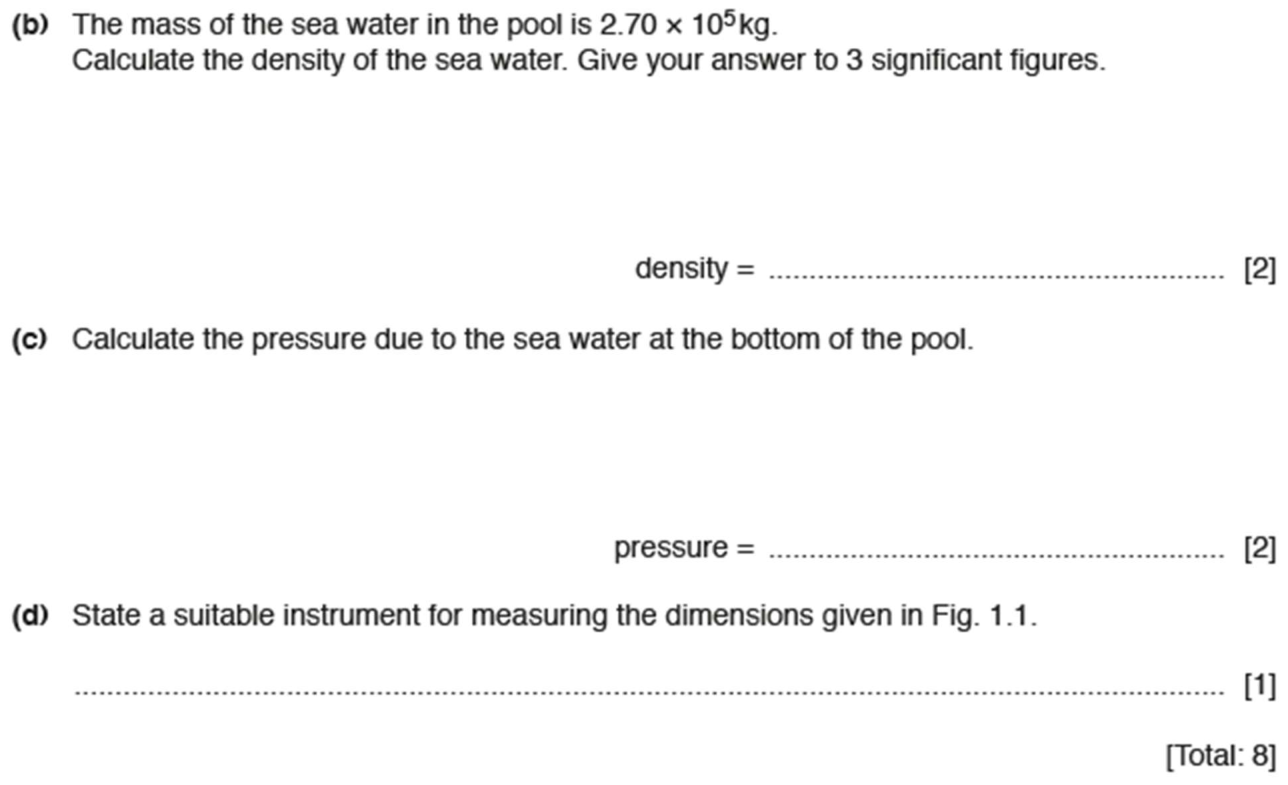 (b) The mass of the sea water in the pool is 2.70 × 10⁵ kg.
Calculate the density of the sea water. Give your answer to 3 significant figures.
density = ........................................................ [2]
(c) Calculate the pressure due to the sea water at the bottom of the pool.
pressure = ........................................................ [2]
(d) State a suitable instrument for measuring the dimensions given in Fig. 1.1.
.............................................................................................................................................. [1]
[Total: 8]